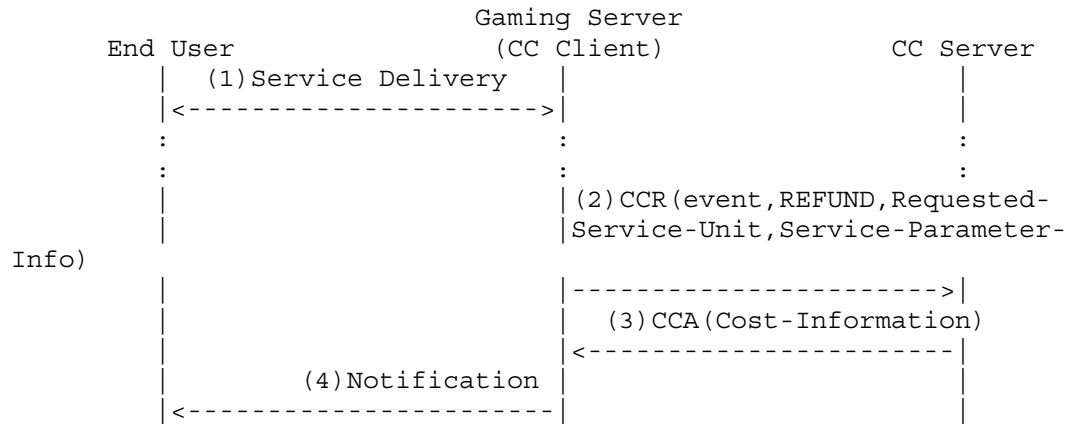 Gaming Server
End User (CC Client) CC Server
| (1)Service Delivery | |
|<---------------------->| |
: : :
: : :
| |(2)CCR(event,REFUND,Requested-
| |Service-Unit,Service-Parameter-
Info)
| |----------------------->|
| | (3)CCA(Cost-Information)
| |<-----------------------|
| (4)Notification | |
|<-----------------------| |